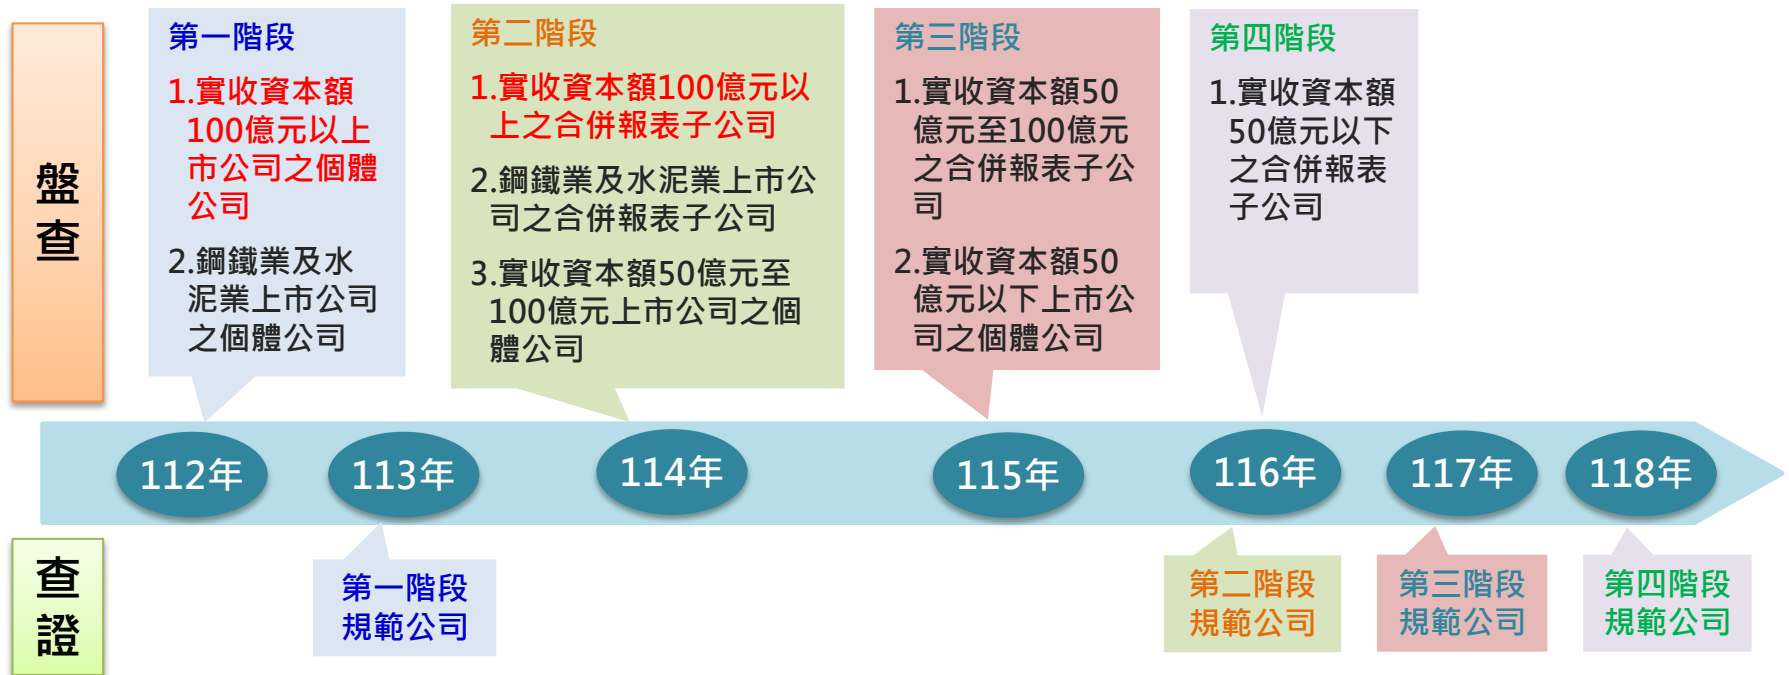 盤
查
第一階段
1.實收資本額
100億元以上
市公司之個體
公司
2.鋼鐵業及水
泥業上市公司
之個體公司
第二階段
1.實收資本額100億元以
上之合併報表子公司
2.鋼鐵業及水泥業上市公
司之合併報表子公司
3.實收資本額50億元至
100億元上市公司之個
體公司
第三階段
1.實收資本額50
億元至100億元
之合併報表子公
司
2.實收資本額50
億元以下上市公
司之個體公司
第四階段
1.實收資本額
50億元以下
之合併報表
子公司
112年
113年
114年
115年
116年
117年
118年
查
證
第一階段
規範公司
第二階段
規範公司
第三階段
規範公司
第四階段
規範公司